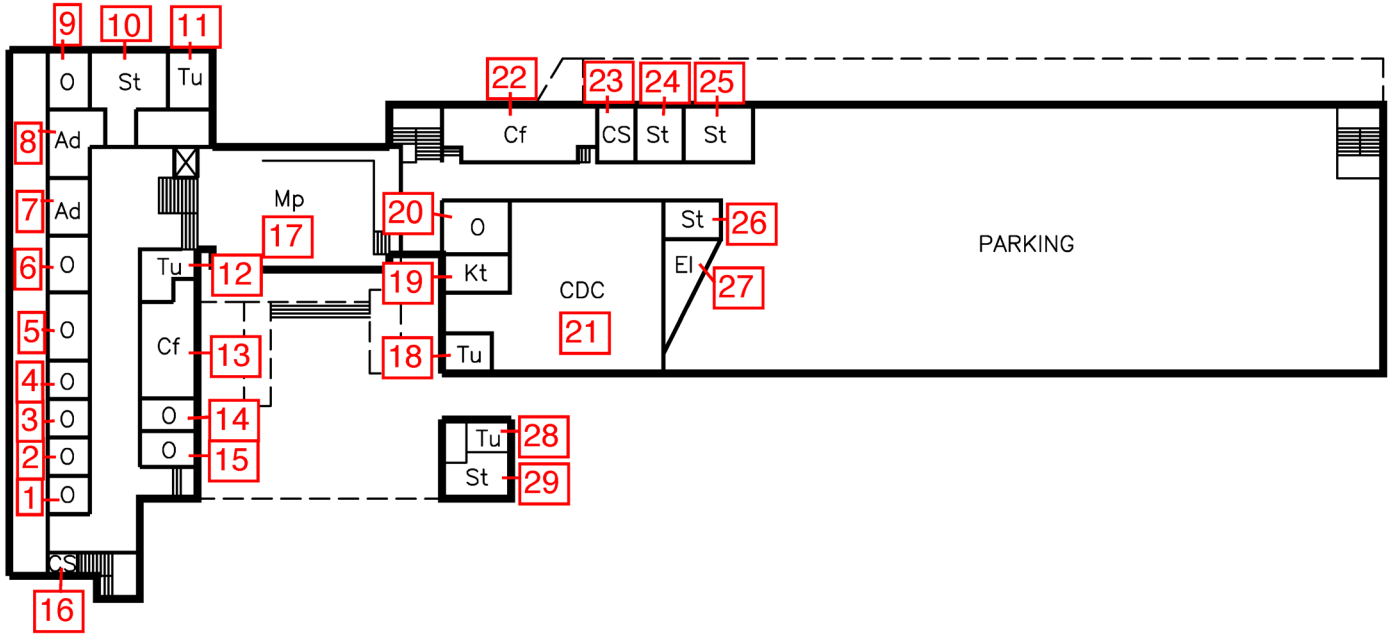 9 10 11
O St Tu
22 23 24 25
8 Ad
Cf CS St St
7 Ad
Mp
17
20 O
St 26
PARKING
6 O
Tu 12
19 Kt
El 27
CDC
21
5 O
Cf 13
18 Tu
4 O
3 O
O 14
2 O
O 15
Tu 28
St 29
1 O
CS
16